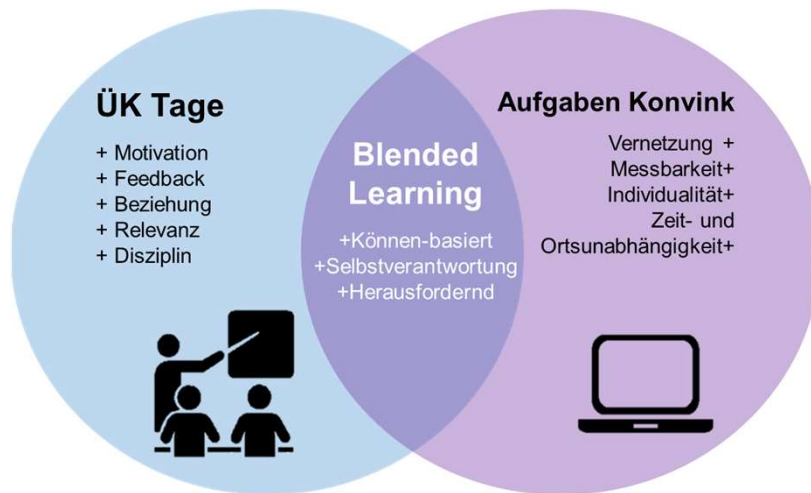 ÜK Tage
+ Motivation
+ Feedback
+ Beziehung
+ Relevanz
+ Disziplin
Blended
Learning
+Können-basiert
+Selbstverantwortung
+Herausfordernd
Aufgaben Konvink
Vernetzung +
Messbarkeit+
Individualität+
Zeit- und
Ortsunabhängigkeit+